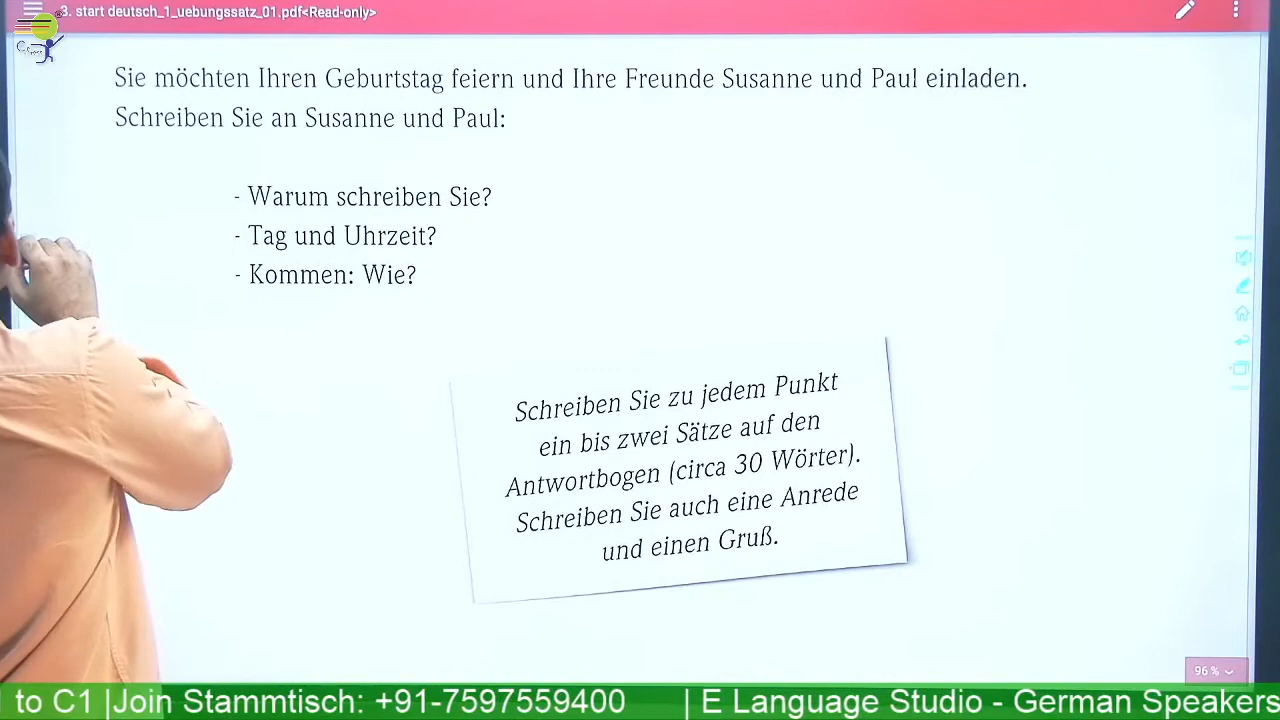 3. start deutsch_1_uebungssatz_01.pdf<Read-only>
Sie möchten Ihren Geburtstag feiern und Ihre Freunde Susanne und Paul einladen.
Schreiben Sie an Susanne und Paul:
- Warum schreiben Sie?
- Tag und Uhrzeit?
- Kommen: Wie?
Schreiben Sie zu jedem Punkt
ein bis zwei Sätze auf den
Antwortbogen (circa 30 Wörter).
Schreiben Sie auch eine Anrede
und einen Gruß.
96%
to C1 |Join Stammtisch: +91-7597559400 | E Language Studio - German Speakers